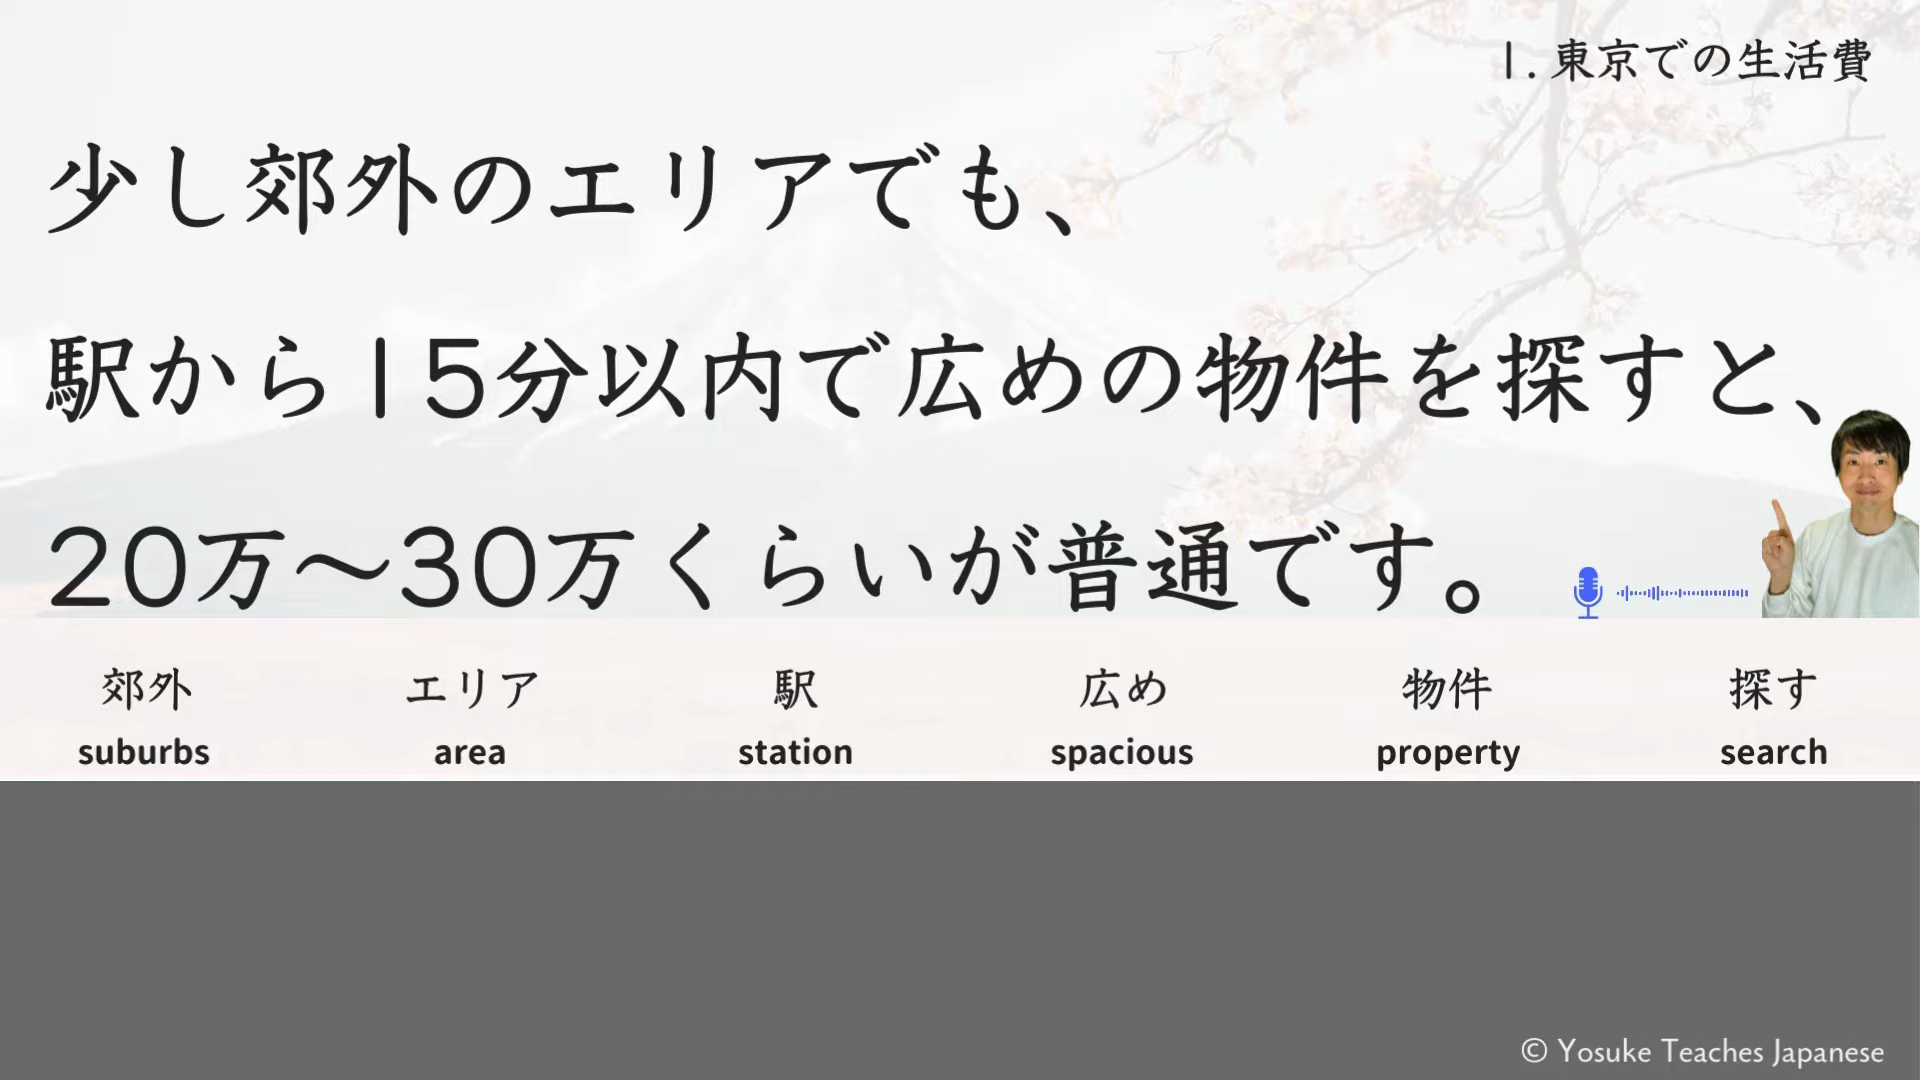 1.東京での生活費
少し郊外のエリアでも、
駅から15分以内で広めの物件を探すと、
20万〜30万くらいが普通です。
郊外 エリア 駅 広め 物件 探す
suburbs area station spacious property search
© Yosuke Teaches Japanese